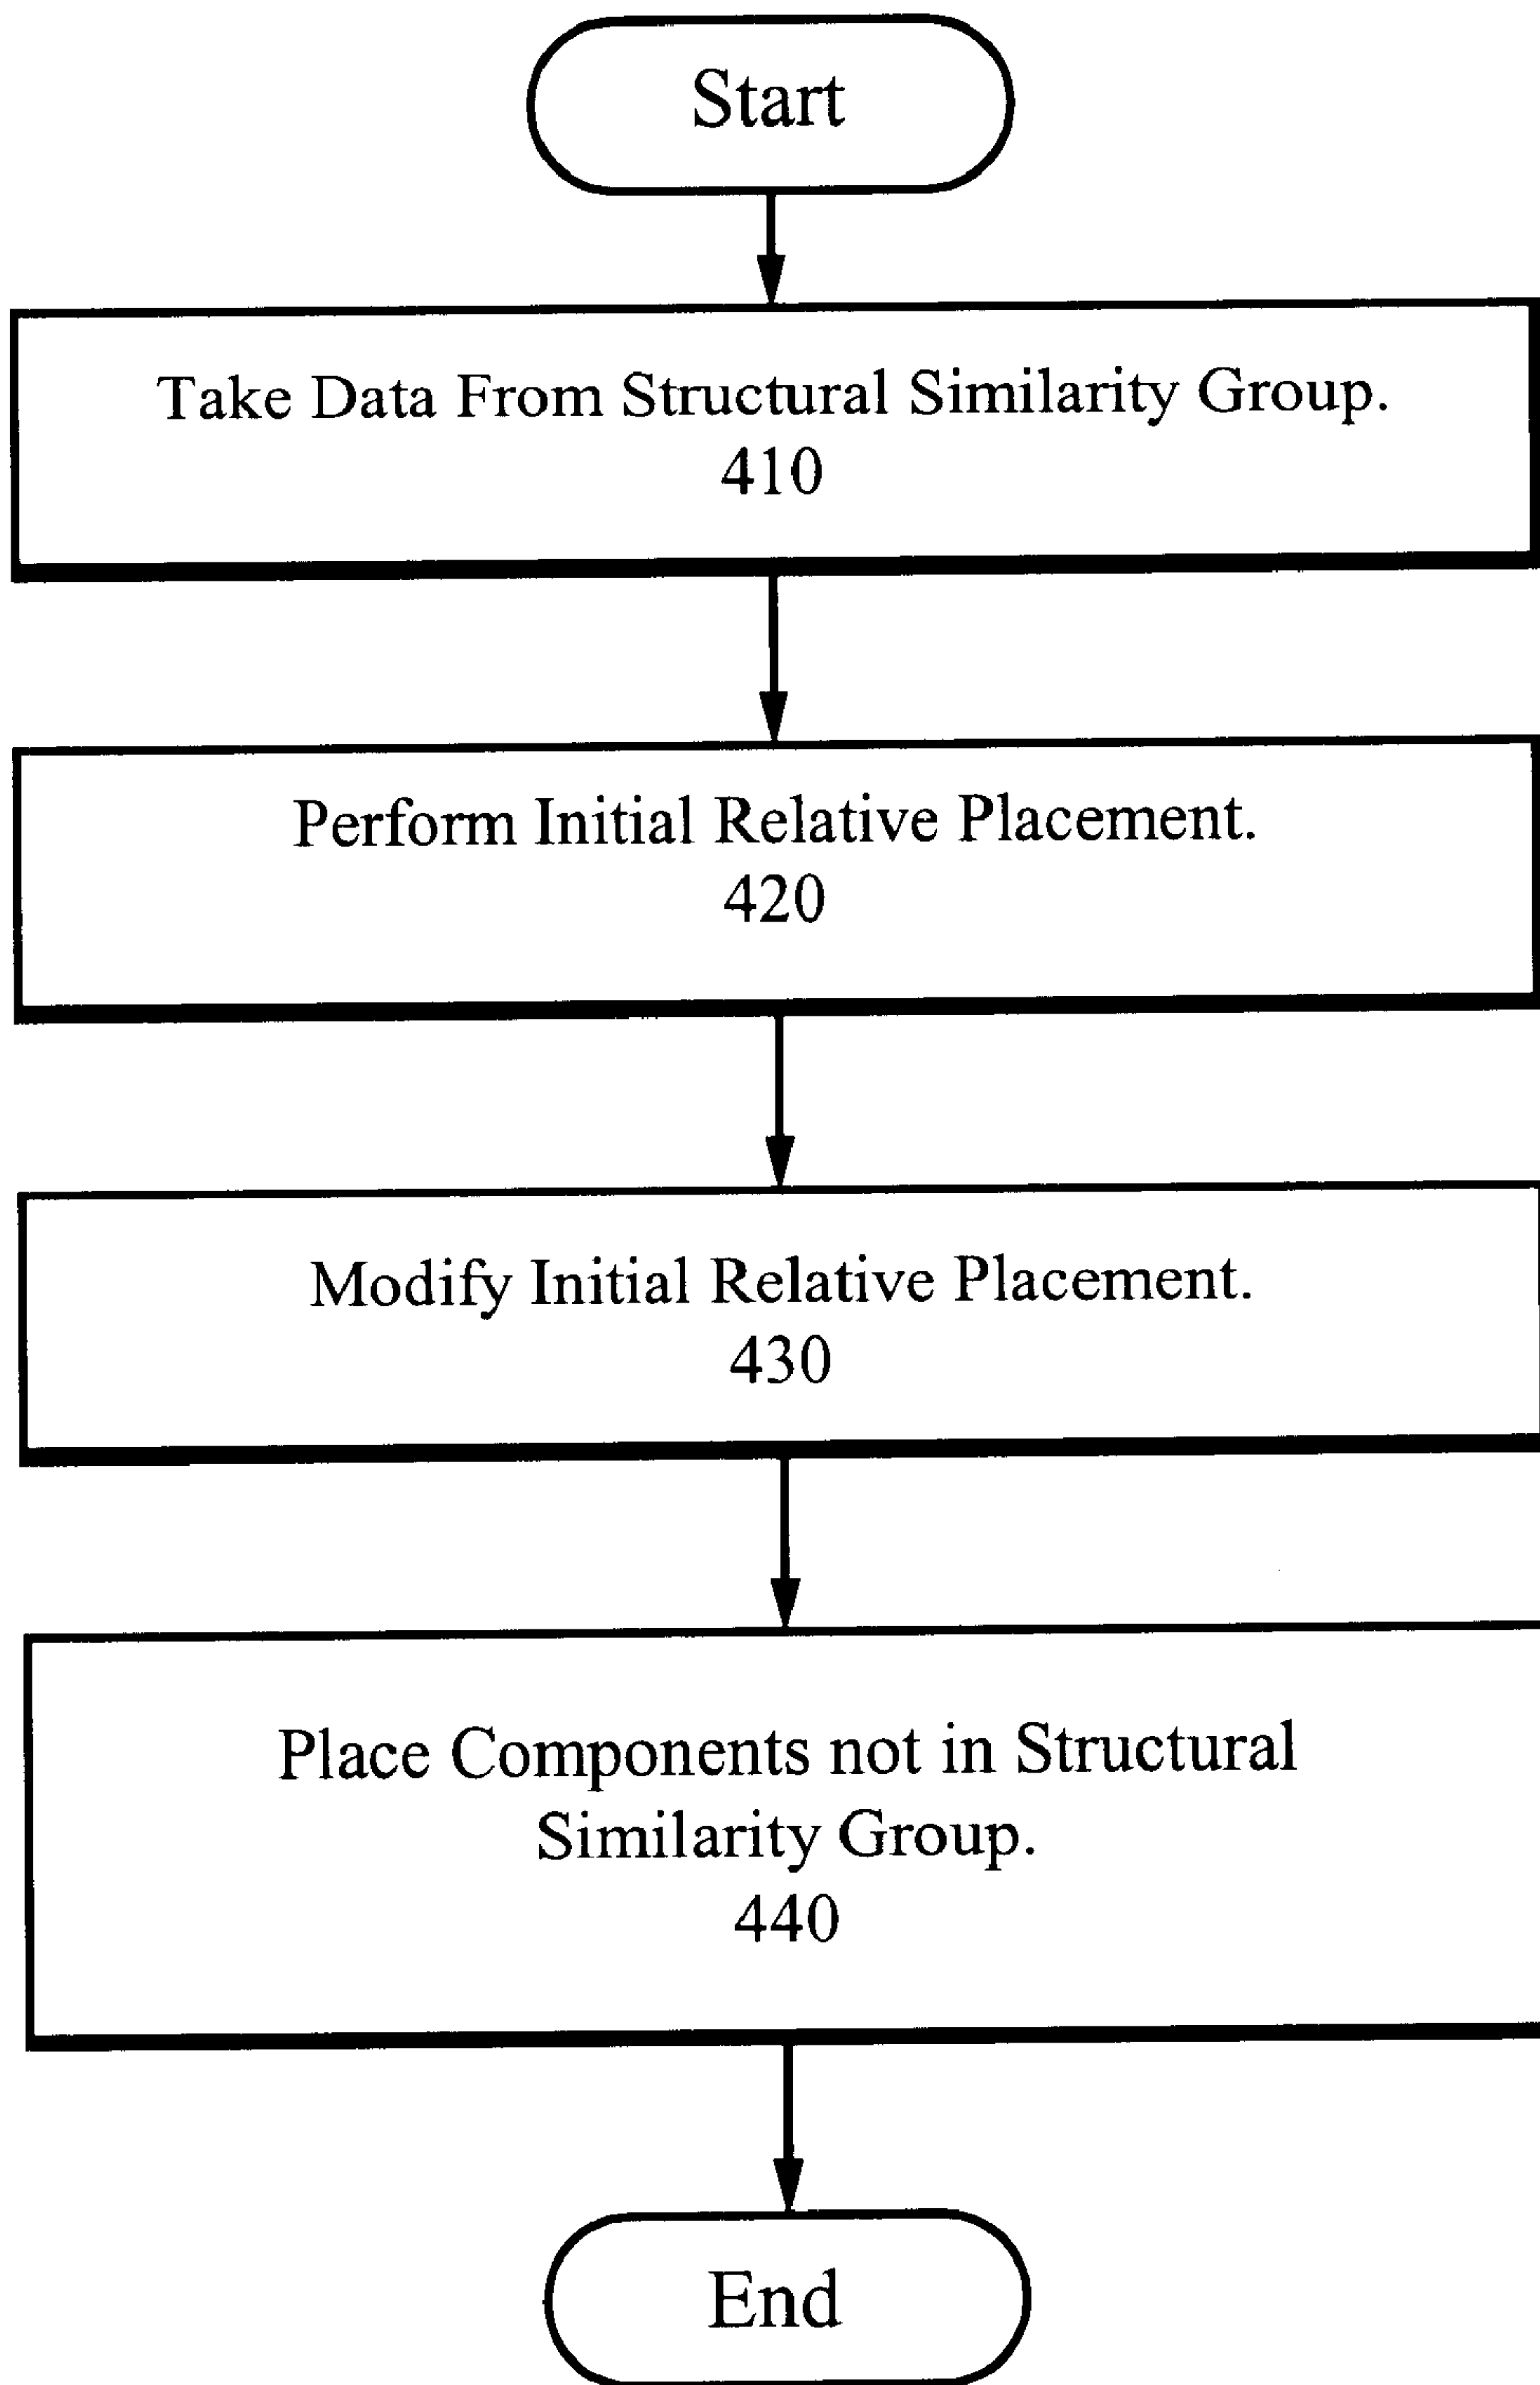 Start
Take Data From Structural Similarity Group.
410
Perform Initial Relative Placement.
420
Modify Initial Relative Placement.
430
Place Components not in Structural
Similarity Group.
440
End